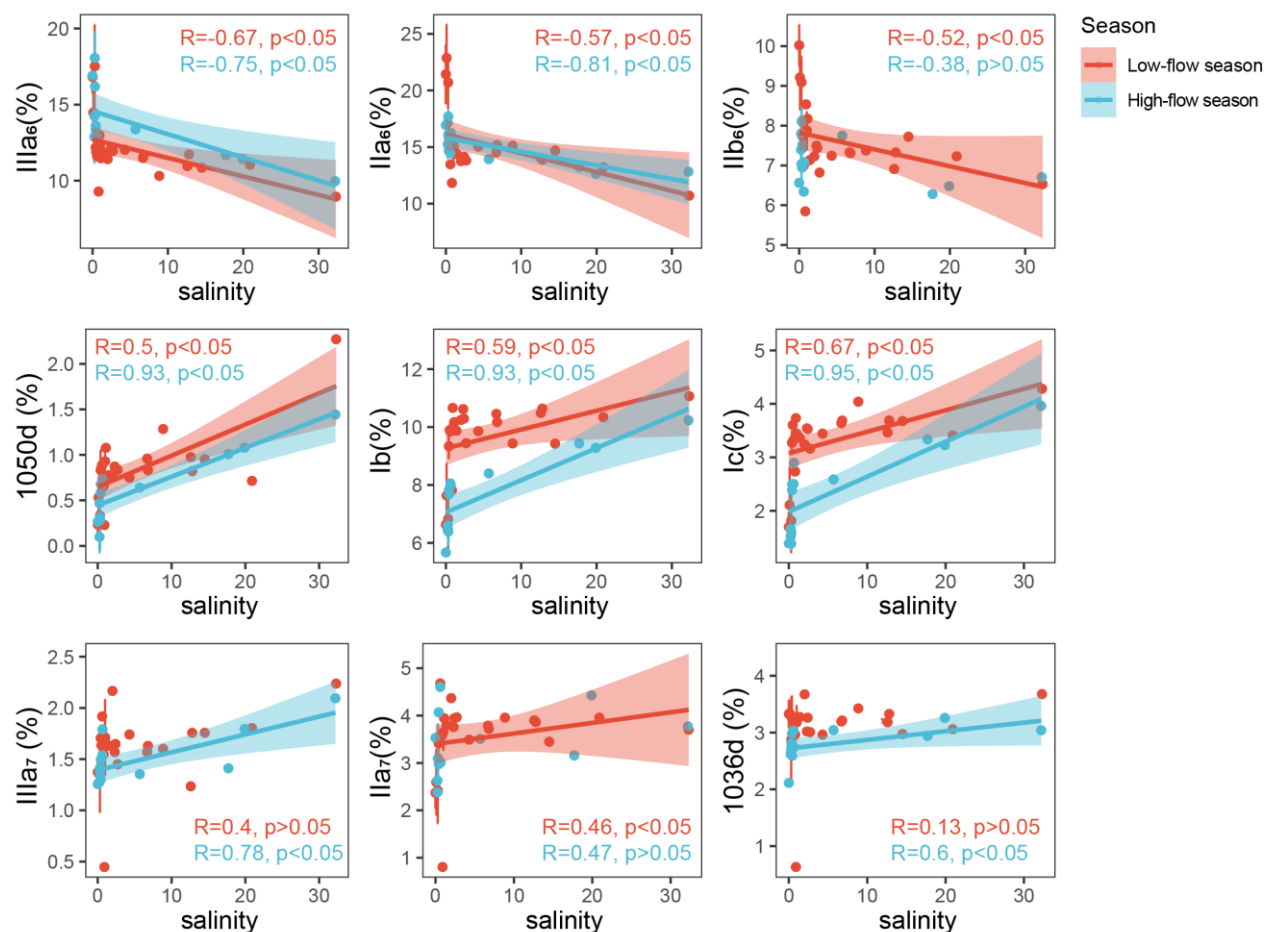 20
15
10
IIIa₆(%)
R=-0.67, p<0.05
R=-0.75, p<0.05
0
10
20
30
salinity
25
20
15
10
IIa₆(%)
R=-0.57, p<0.05
R=-0.81, p<0.05
0
10
20
30
salinity
10
9
8
7
6
5
IIb₆(%)
R=-0.52, p<0.05
R=-0.38, p>0.05
0
10
20
30
salinity
Season
Low-flow season
High-flow season
2.0
1.5
1.0
0.5
0.0
1050d (%)
R=0.5, p<0.05
R=0.93, p<0.05
0
10
20
30
salinity
12
10
8
6
Ib(%)
R=0.59, p<0.05
R=0.93, p<0.05
0
10
20
30
salinity
5
4
3
2
Ic(%)
R=0.67, p<0.05
R=0.95, p<0.05
0
10
20
30
salinity
2.5
2.0
1.5
1.0
0.5
IIIa₇ (%)
R=0.4, p>0.05
R=0.78, p<0.05
0
10
20
30
salinity
5
4
3
2
1
IIa₇(%)
R=0.46, p<0.05
R=0.47, p>0.05
0
10
20
30
salinity
4
3
2
1
1036d (%)
R=0.13, p>0.05
R=0.6, p<0.05
0
10
20
30
salinity